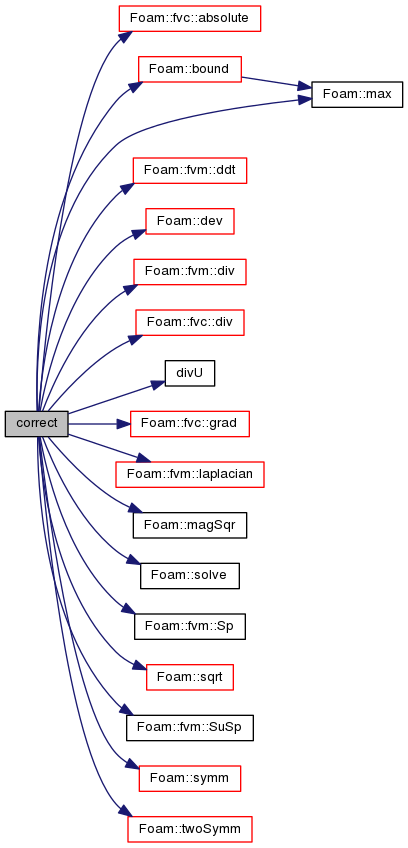 Foam::fvc::absolute
Foam::bound
Foam::max
Foam::fvm::ddt
Foam::dev
Foam::fvm::div
Foam::fvc::div
divU
correct
Foam::fvc::grad
Foam::fvm::laplacian
Foam::magSqr
Foam::solve
Foam::fvm::Sp
Foam::sqrt
Foam::fvm::SuSp
Foam::symm
Foam::twoSymm